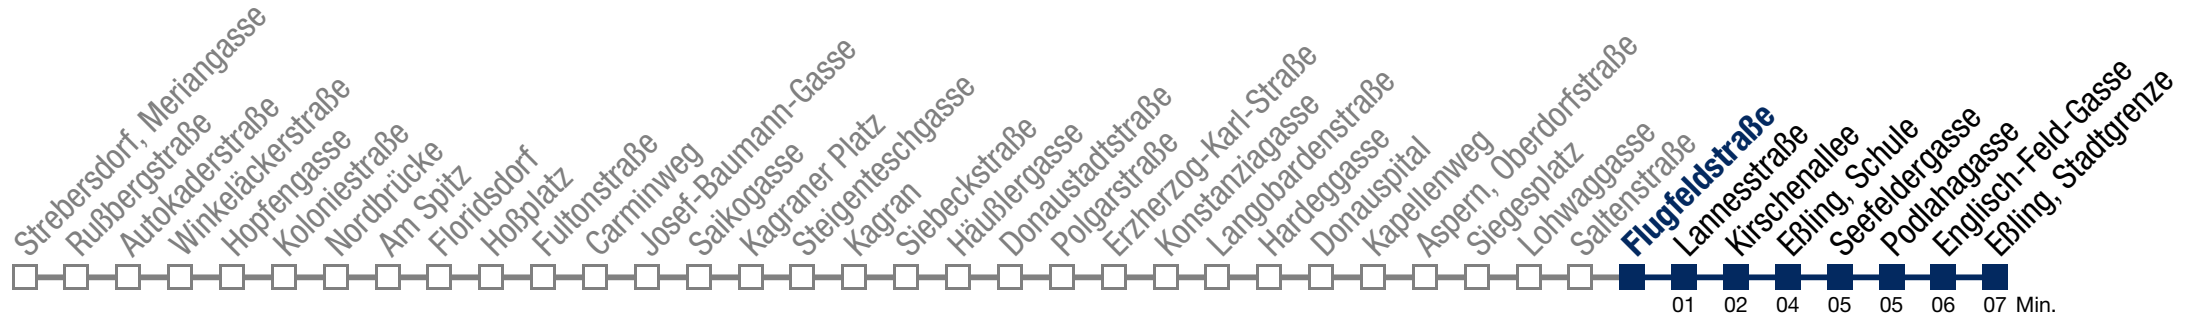 Strebersdorf, Meriangasse
Rußbergstraße
Autokaderstraße
Winkeläckerstraße
Hopfengasse
Koloniestraße
Nordbrücke
Am Spitz
Floridsdorf
Hoßplatz
Fultonstraße
Carminweg
Josef-Baumann-Gasse
Saikogasse
Kagraner Platz
Steigenteschgasse
Kagran
Siebeckstraße
Häußlergasse
Donaustadtstraße
Polgarstraße
Erzherzog-Karl-Straße
Konstanziagasse
Langobardenstraße
Hardeggasse
Donauspital
Kapellenweg
Aspern, Oberdorfstraße
Siegesplatz
Lohwaggasse
Saltenstraße
Flugfeldstraße
Lannesstraße
Kirschenallee
Eßling, Schule
Seefeldergasse
Podlahagasse
Englisch-Feld-Gasse
Eßling, Stadtgrenze
01 02 04 05 05 06 07 Min.